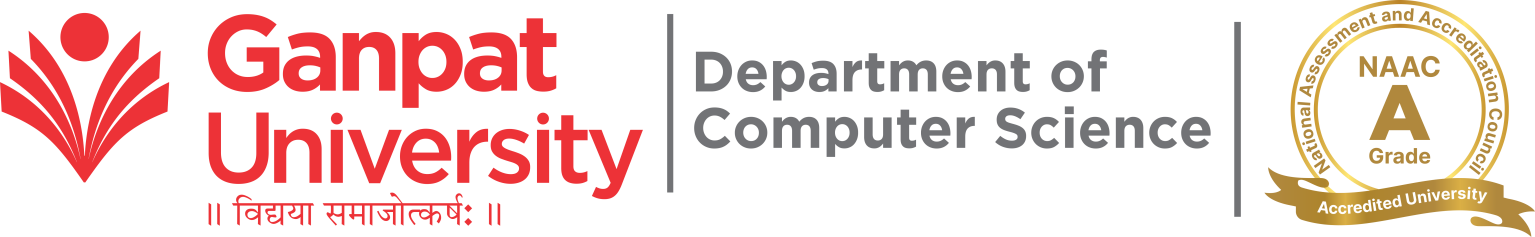 Ganpat
University
॥ विद्यया समाजोत्कर्षः ॥
Department of
Computer Science
National Assessment and Accreditation Council
NAAC
A
Grade
Accredited University